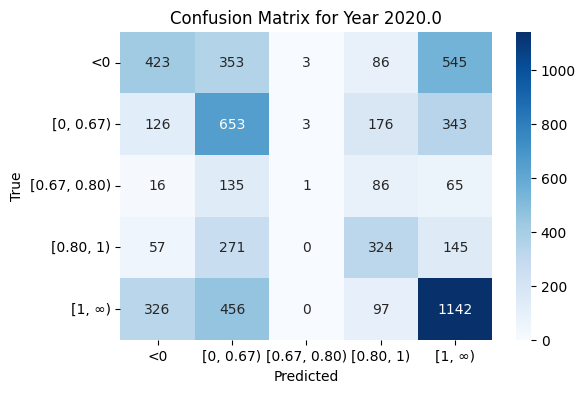 Confusion Matrix for Year 2020.0
True
<0 423 353 3 86 545
[0, 0.67) 126 653 3 176 343
[0.67, 0.80) 16 135 1 86 65
[0.80, 1) 57 271 0 324 145
[1, ∞) 326 456 0 97 1142
<0 [0, 0.67) [0.67, 0.80) [0.80, 1) [1, ∞)
Predicted
1000
800
600
400
200
0